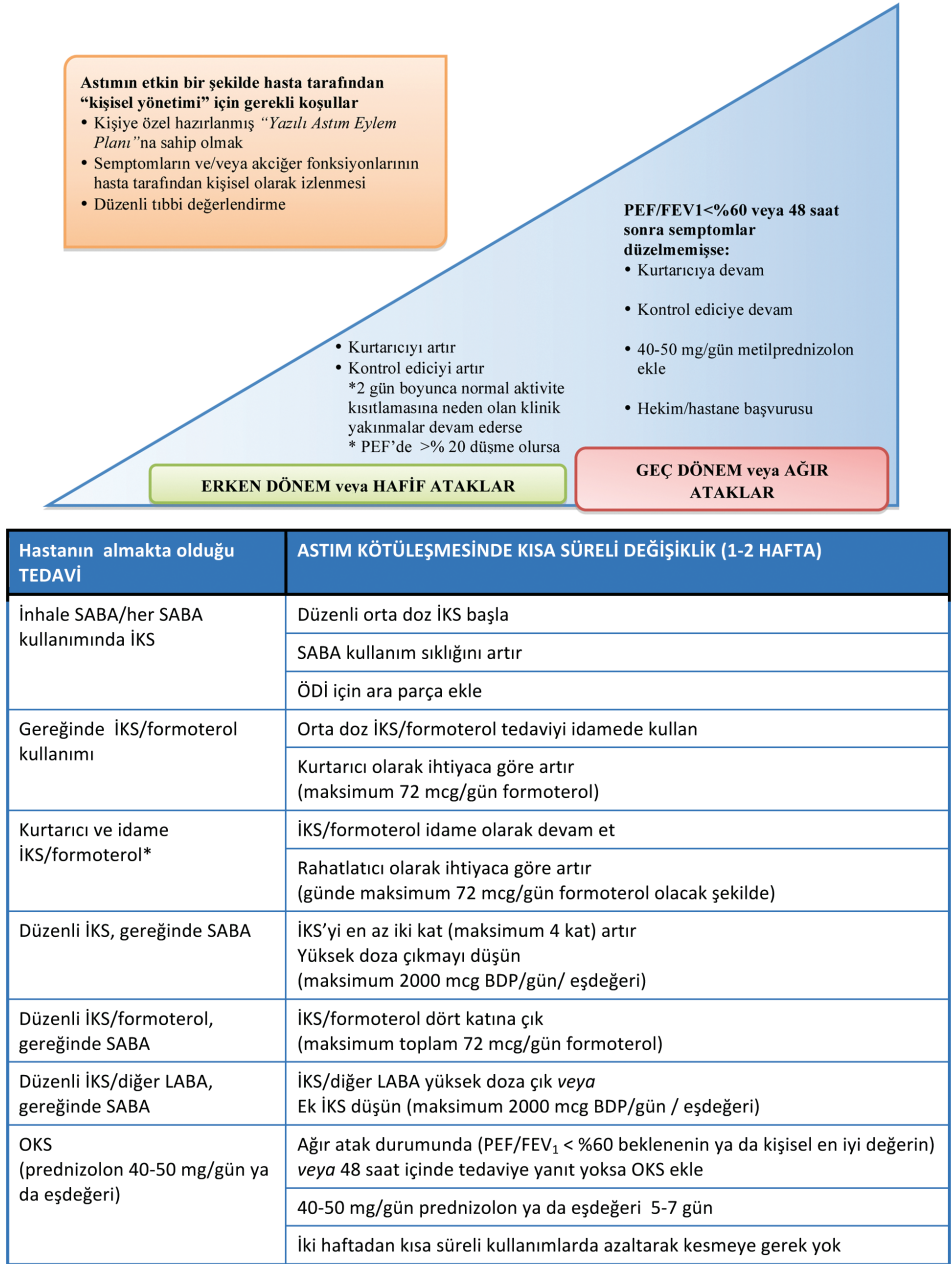 Astımın etkin bir şekilde hasta tarafından
“kişisel yönetimi” için gerekli koşullar
• Kişiye özel hazırlanmış “Yazılı Astım Eylem
Planı”na sahip olmak
• Semptomların ve/veya akciğer fonksiyonlarının
hasta tarafından kişisel olarak izlenmesi
• Düzenli tıbbi değerlendirme
PEF/FEV1<%60 veya 48 saat
sonra semptomlar
düzelmemişse:
• Kurtarıcıya devam
• Kontrol ediciye devam
• 40-50 mg/gün metilprednizolon
ekle
• Hekim/hastane başvurusu
• Kurtarıcıyı artır
• Kontrol ediciyi artır
*2 gün boyunca normal aktivite
kısıtlamasına neden olan klinik
yakınmalar devam ederse
* PEF’de >% 20 düşme olursa
ERKEN DÖNEM veya HAFİF ATAKLAR
GEÇ DÖNEM veya AĞIR
ATAKLAR
Hastanın almakta olduğu
TEDAVİ
ASTIM KÖTÜLEŞMESİNDE KISA SÜRELİ DEĞİŞİKLİK (1-2 HAFTA)
İnhale SABA/her SABA
kullanımında İKS
Düzenli orta doz İKS başla
SABA kullanım sıklığını artır
ÖDİ için ara parça ekle
Gereğinde İKS/formoterol
kullanımı
Orta doz İKS/formoterol tedaviyi idamede kullan
Kurtarıcı olarak ihtiyaca göre artır
(maksimum 72 mcg/gün formoterol)
Kurtarıcı ve idame
İKS/formoterol*
İKS/formoterol idame olarak devam et
Rahatlatıcı olarak ihtiyaca göre artır
(günde maksimum 72 mcg/gün formoterol olacak şekilde)
Düzenli İKS, gereğinde SABA
İKS’yi en az iki kat (maksimum 4 kat) artır
Yüksek doza çıkmayı düşün
(maksimum 2000 mcg BDP/gün/ eşdeğeri)
Düzenli İKS/formoterol,
gereğinde SABA
İKS/formoterol dört katına çık
(maksimum toplam 72 mcg/gün formoterol)
Düzenli İKS/diğer LABA,
gereğinde SABA
İKS/diğer LABA yüksek doza çık veya
Ek İKS düşün (maksimum 2000 mcg BDP/gün / eşdeğeri)
OKS
(prednizolon 40-50 mg/gün ya
da eşdeğeri)
Ağır atak durumunda (PEF/FEV₁ < %60 beklenenin ya da kişisel en iyi değerin)
veya 48 saat içinde tedaviye yanıt yoksa OKS ekle
40-50 mg/gün prednizolon ya da eşdeğeri 5-7 gün
İki haftadan kısa süreli kullanımlarda azaltarak kesmeye gerek yok